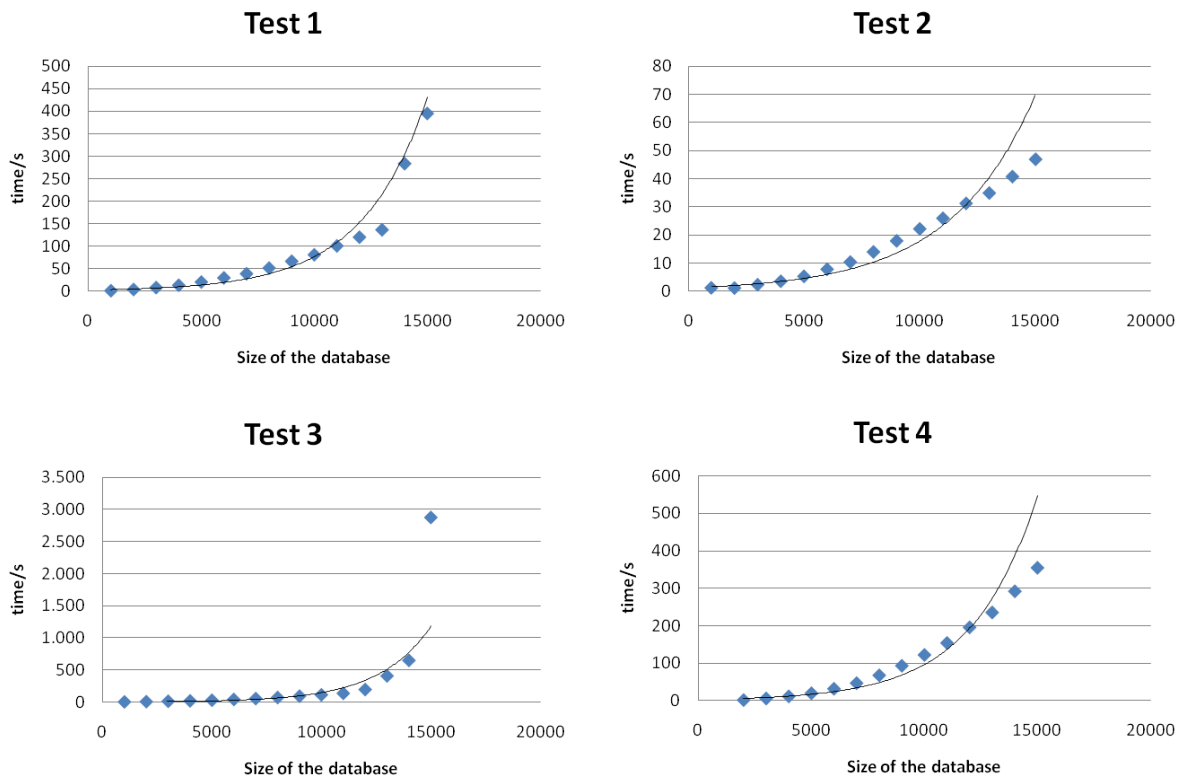 Test 1
500
450
400
350
300
250
200
150
100
50
0
time/s
0 5000 10000 15000 20000
Size of the database
Test 2
80
70
60
50
40
30
20
10
0
time/s
0 5000 10000 15000 20000
Size of the database
Test 3
3.500
3.000
2.500
2.000
1.500
1.000
500
0
time/s
0 5000 10000 15000 20000
Size of the database
Test 4
600
500
400
300
200
100
0
time/s
0 5000 10000 15000 20000
Size of the database